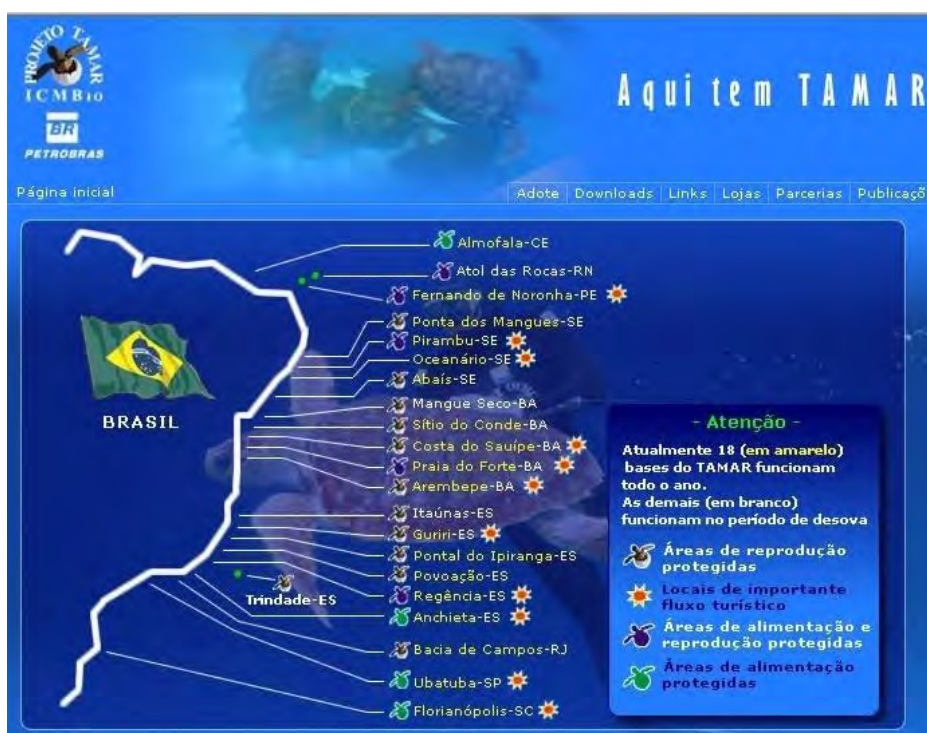 PROJETO TAMAR
ICMBio
BR
PETROBRAS
Aqui tem TAMAR
Página inicial
Adote Downloads Links Lojas Parcerias Publicaçõ
Almofala-CE
Atol das Rocas-RN
Fernando de Noronha-PE
Ponta dos Mangues-SE
Pirambu-SE
Oceanário-SE
Abaís-SE
BRASIL
Mangue Seco-BA
Sítio do Conde-BA
Costa do Sauípe-BA
Praia do Forte-BA
Arembepe-BA
Itaúnas-ES
Guriri-ES
Pontal do Ipiranga-ES
Povoação-ES
Trindade-ES
Regência-ES
Anchieta-ES
Bacia de Campos-RJ
Ubatuba-SP
Florianópolis-SC
- Atenção -
Atualmente 18 (em amarelo)
bases do TAMAR funcionam
todo o ano.
As demais (em branco)
funcionam no período de desova
Áreas de reprodução
protegidas
Locais de importante
fluxo turístico
Áreas de alimentação e
reprodução protegidas
Áreas de alimentação
protegidas